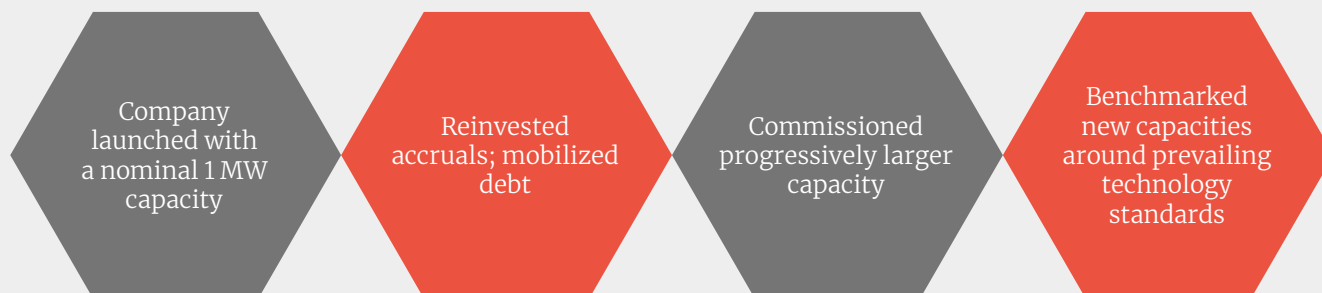 Company
launched with
a nominal 1 MW
capacity
Reinvested
accruals; mobilized
debt
Commissioned
progressively larger
capacity
Benchmarked
new capacities
around prevailing
technology
standards